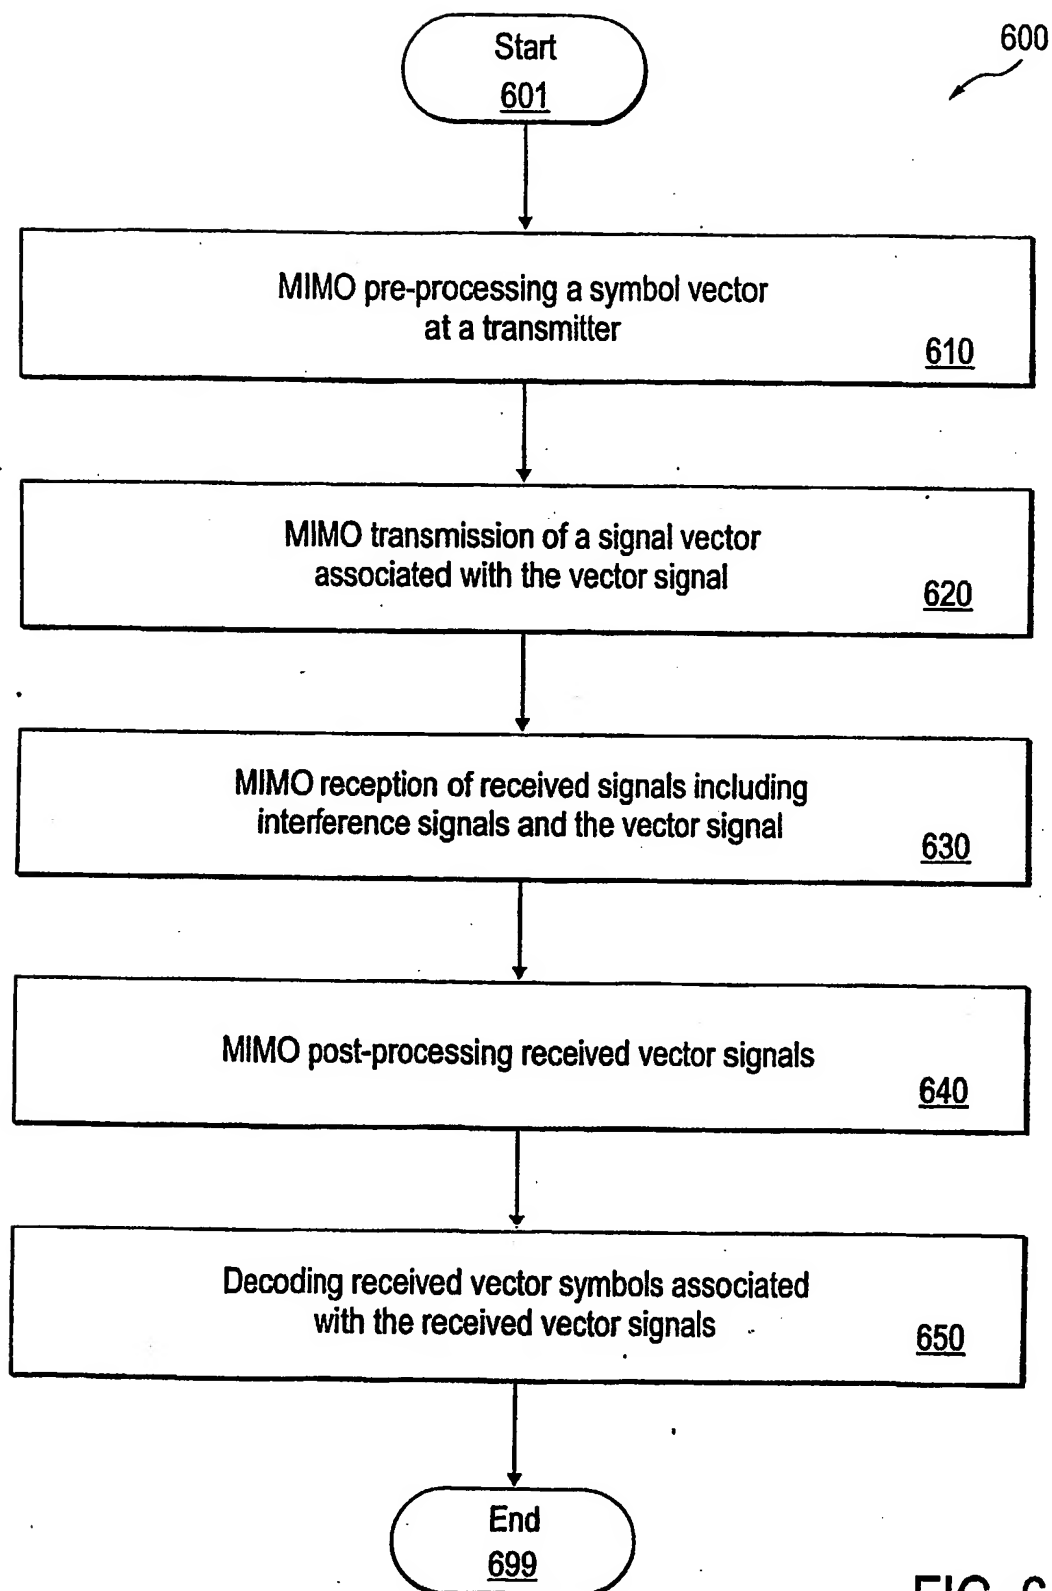 Start
601
600
MIMO pre-processing a symbol vector
at a transmitter
610
MIMO transmission of a signal vector
associated with the vector signal
620
MIMO reception of received signals including
interference signals and the vector signal
630
MIMO post-processing received vector signals
640
Decoding received vector symbols associated
with the received vector signals
650
End
699
FIG. 6